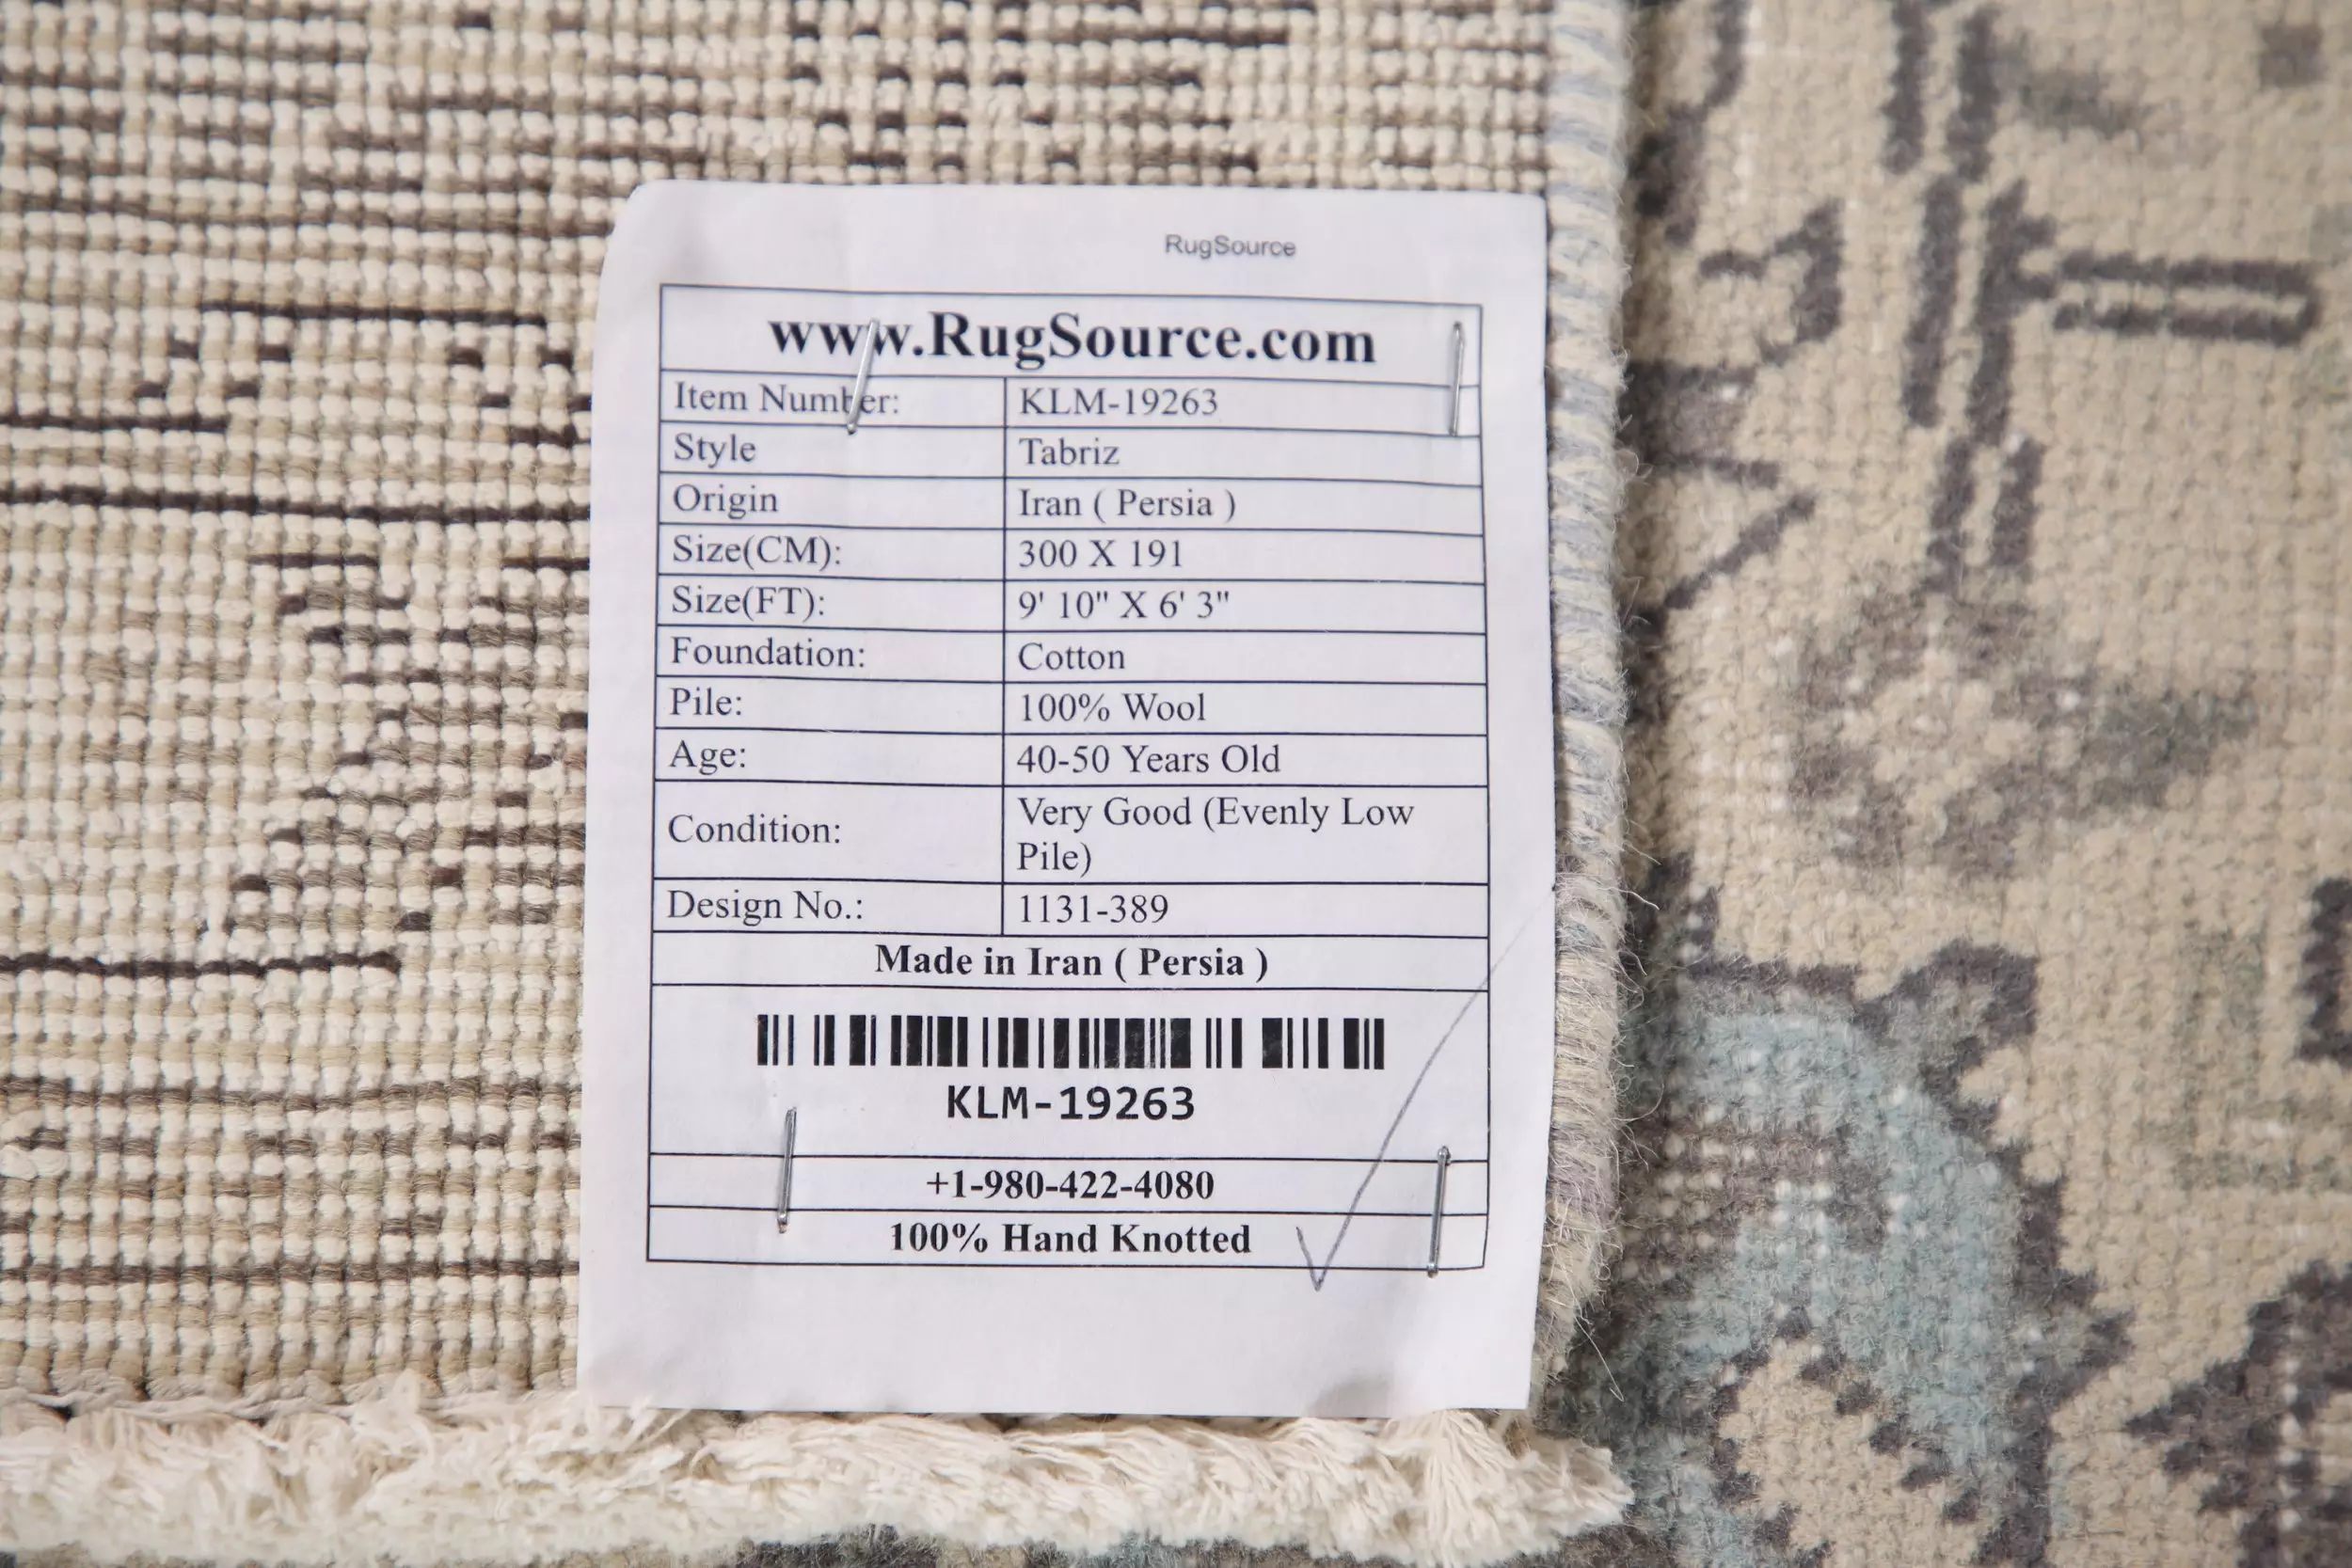 RugSource
www.RugSource.com
Item Number: KLM-19263
Style Tabriz
Origin Iran ( Persia )
Size(CM): 300 X 191
Size(FT): 9' 10" X 6' 3"
Foundation: Cotton
Pile: 100% Wool
Age: 40-50 Years Old
Condition: Very Good (Evenly Low
Pile)
Design No.: 1131-389
Made in Iran ( Persia )
KLM-19263
+1-980-422-4080
100% Hand Knotted